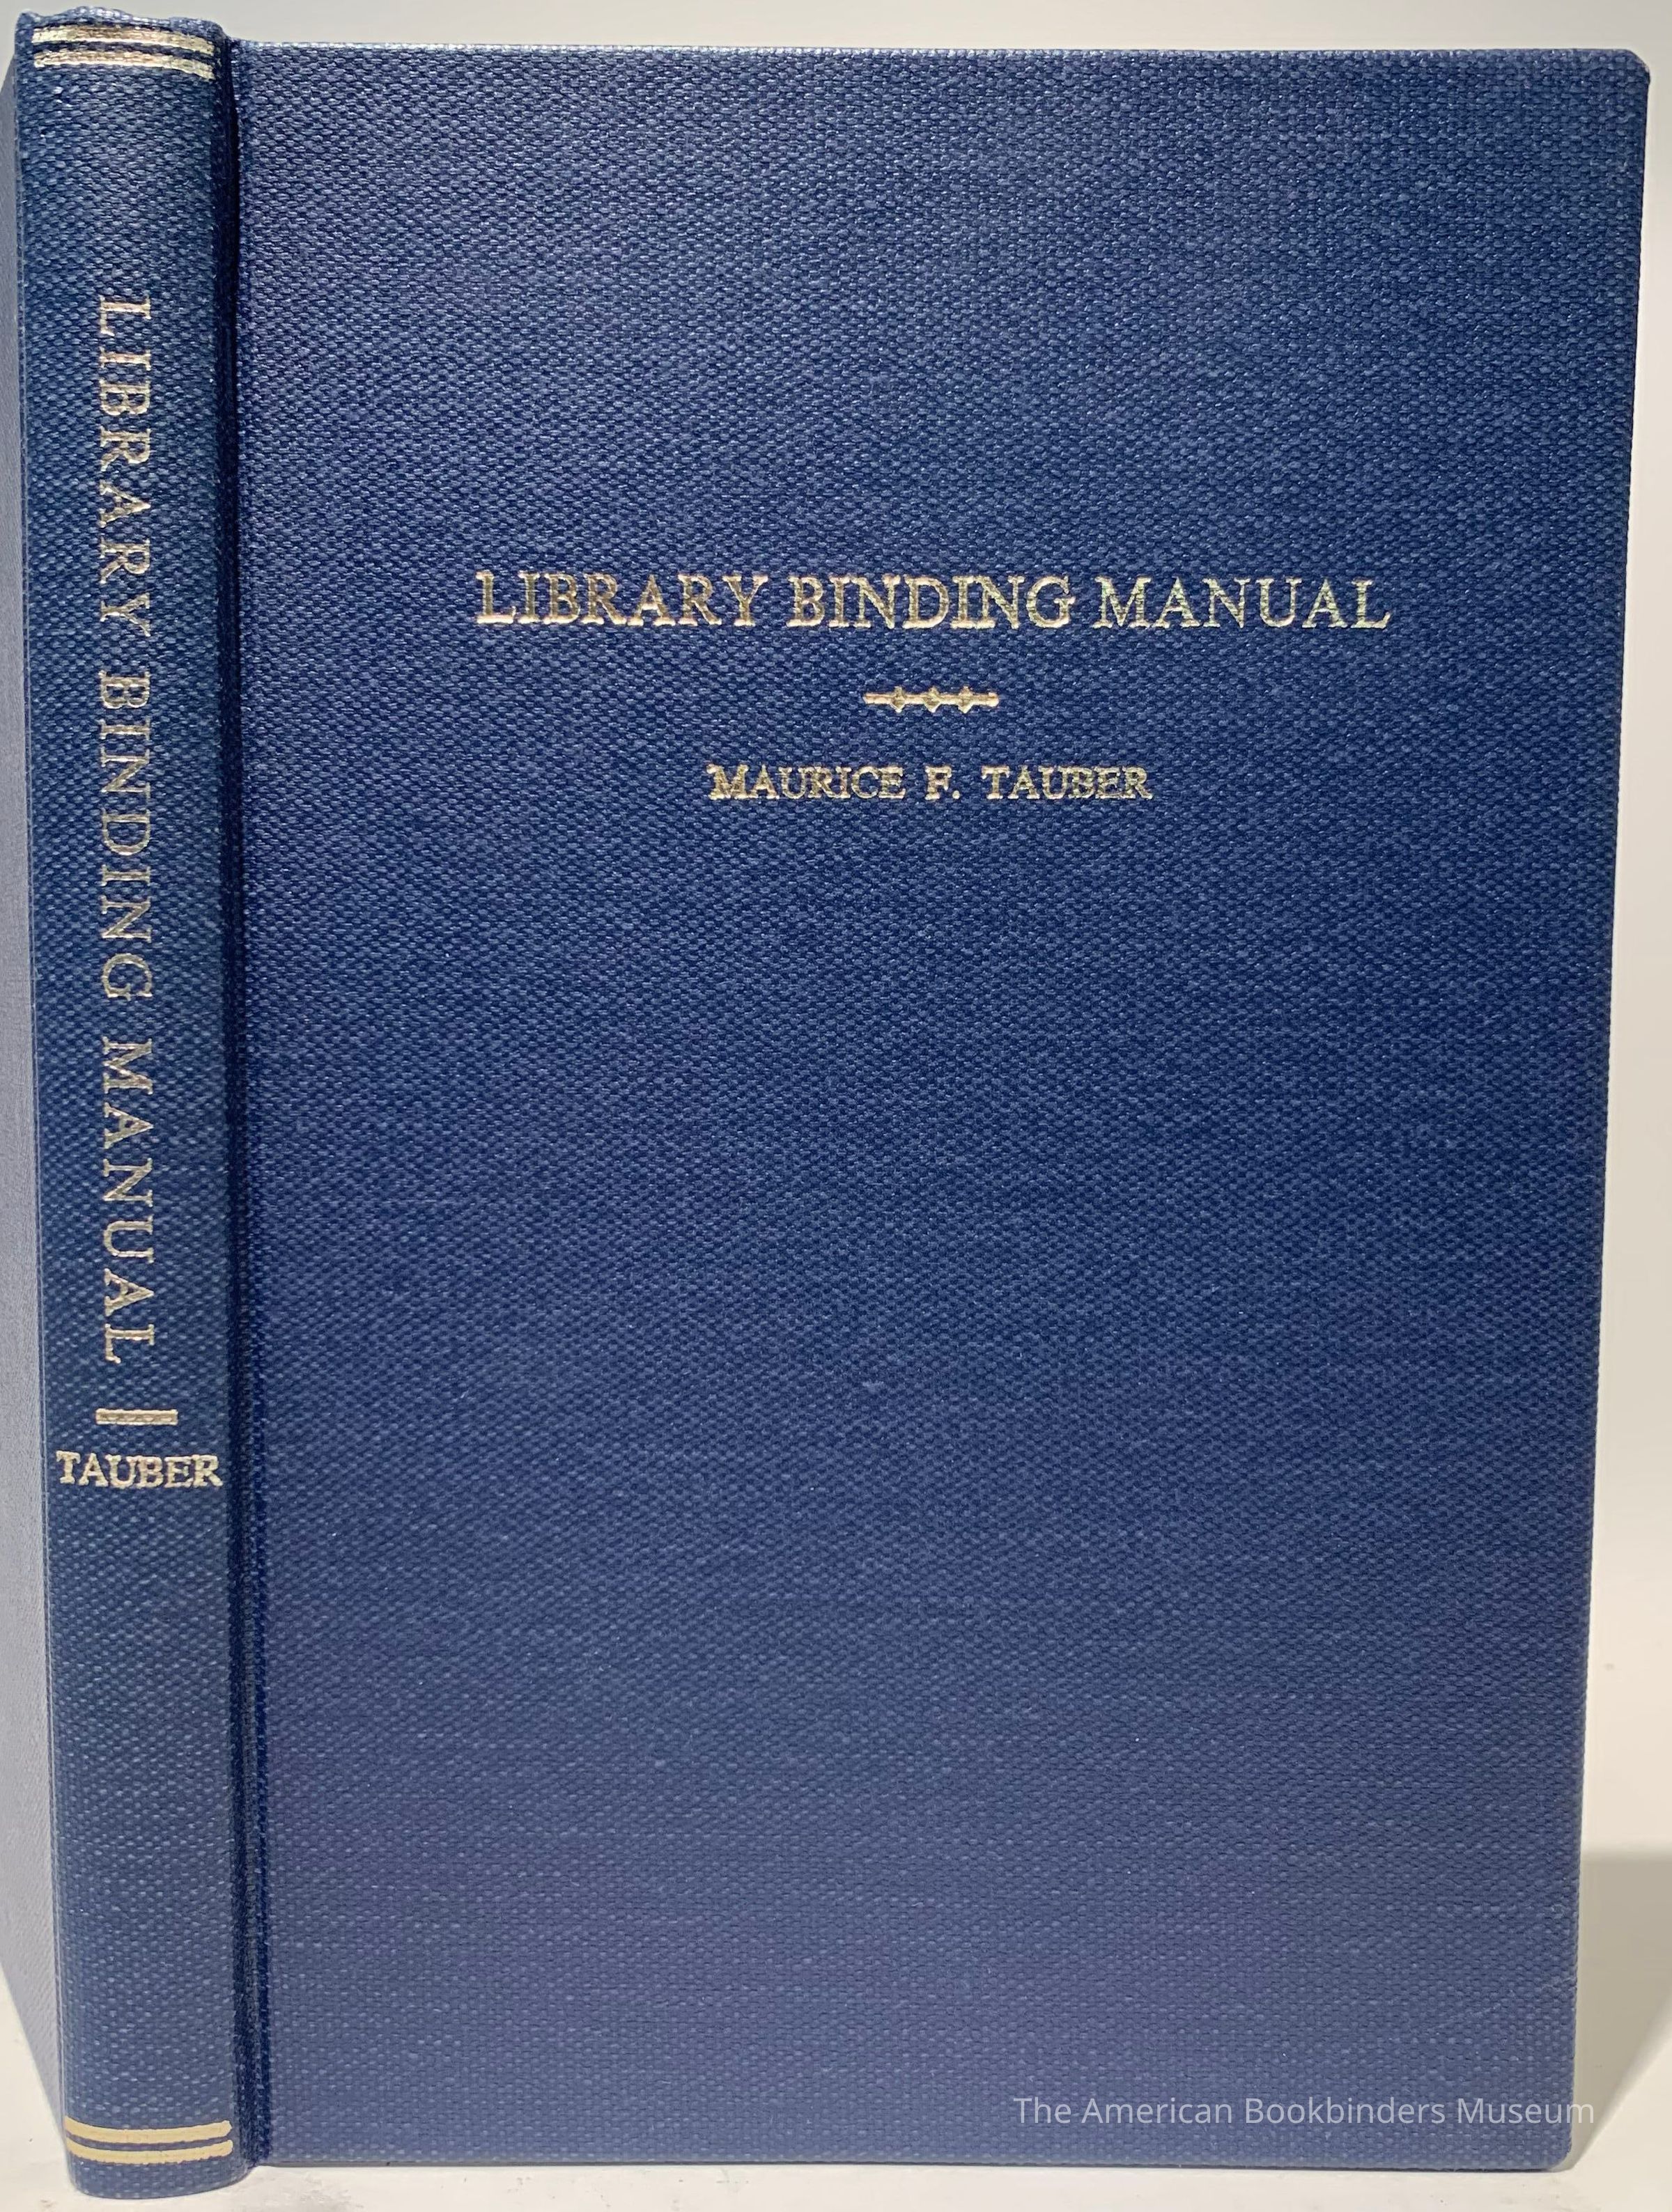 LIBRARY BINDING MANUAL
TAUBER
LIBRARY BINDING MANUAL
MAURICE F. TAUBER
The American Bookbinders Museum